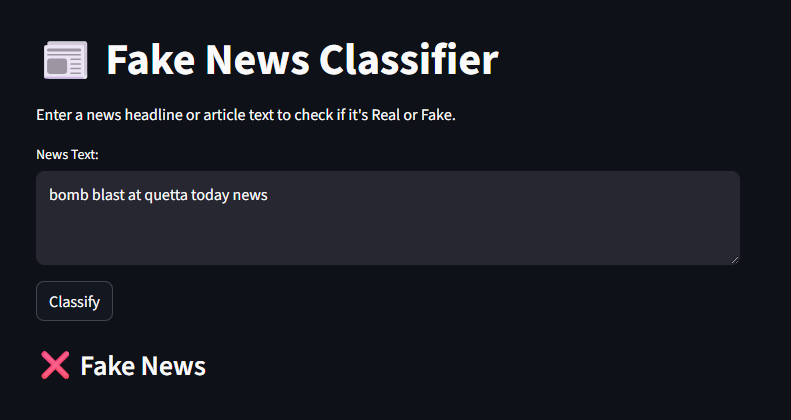 Fake News Classifier
Enter a news headline or article text to check if it's Real or Fake.
News Text:
bomb blast at quetta today news
Classify
Fake News